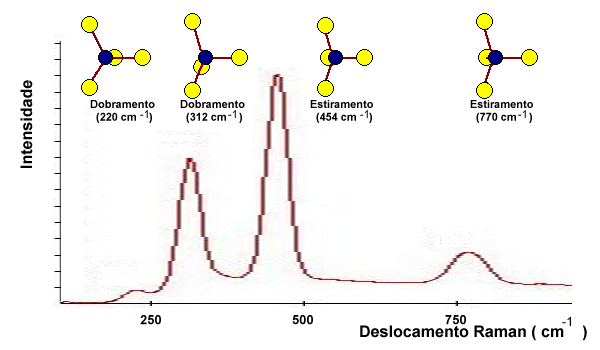 Dobramento
(220 cm -1)
Dobramento
(312 cm -1)
Estiramento
(454 cm -1)
Estiramento
(770 cm -1)
Intensidade
250
500
750
Deslocamento Raman ( cm -1 )